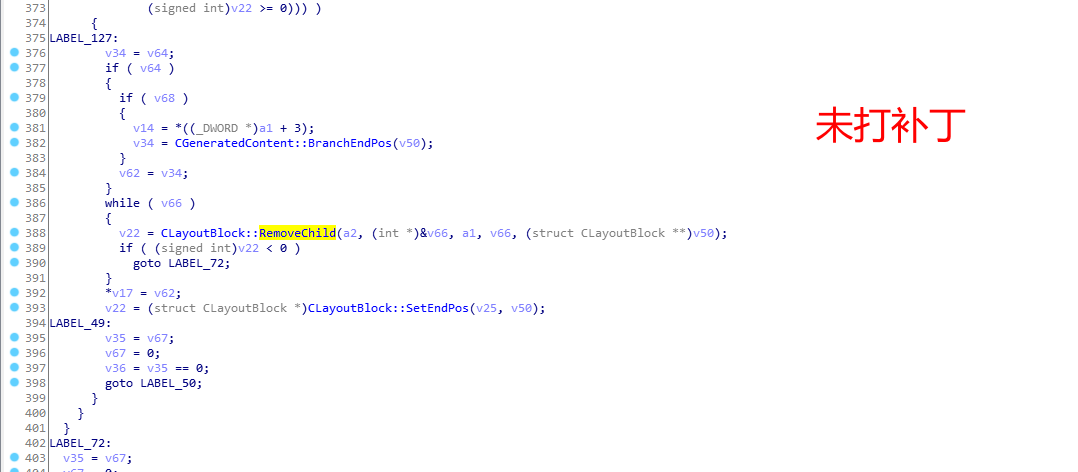 373 (signed int)v22 >= 0))) )
374 {
375 LABEL_127:
376 v34 = v64;
377 if ( v64 )
378 {
379 if ( v68 )
380 {
381 v14 = *((_DWORD *)a1 + 3);
382 v34 = CGeneratedContent::BranchEndPos(v50);
383 }
384 v62 = v34;
385 }
386 while ( v66 )
387 {
388 v22 = CLayoutBlock::RemoveChild(a2, (int *)&v66, a1, v66, (struct CLayoutBlock **)v50);
389 if ( (signed int)v22 < 0 )
390 goto LABEL_72;
391 }
392 *v17 = v62;
393 v22 = (struct CLayoutBlock *)CLayoutBlock::SetEndPos(v25, v50);
394 LABEL_49:
395 v35 = v67;
396 v67 = 0;
397 v36 = v35 == 0;
398 goto LABEL_50;
399 }
400 }
401 }
402 LABEL_72:
403 v35 = v67;
未打补丁